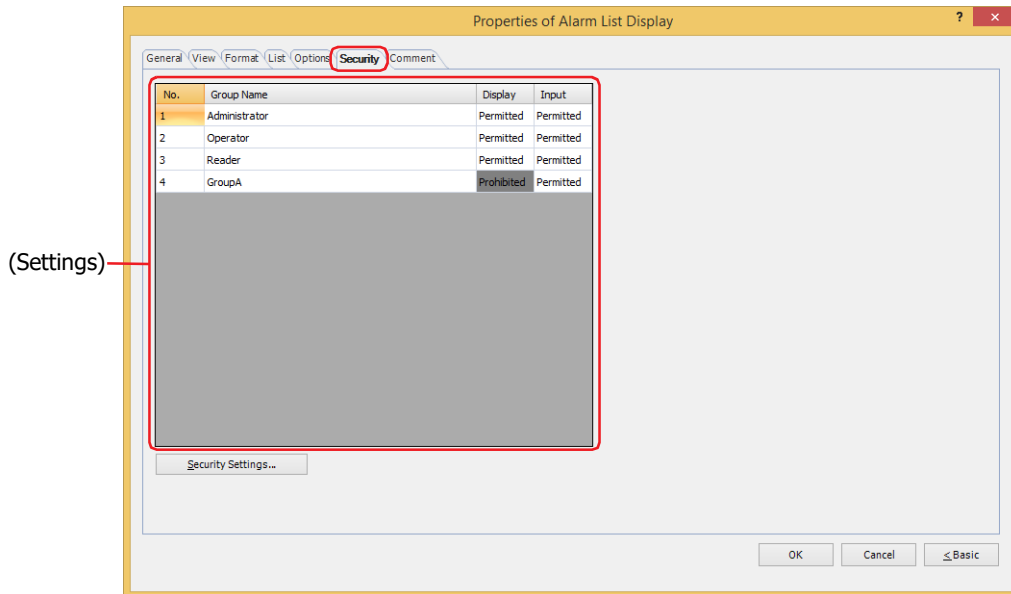 Properties of Alarm List Display ? ×
General View Format List Options Security Comment
No. Group Name Display Input
1 Administrator Permitted Permitted
2 Operator Permitted Permitted
3 Reader Permitted Permitted
4 GroupA Prohibited Permitted
(Settings)
Security Settings...
OK Cancel < Basic